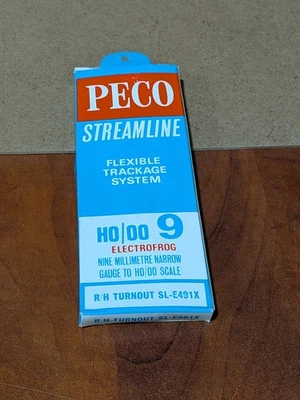 PECO
STREAMLINE
FLEXIBLE
TRACKAGE
SYSTEM
HO/OO 9
ELECTROFROG
NINE MILLIMETRE NARROW
GAUGE TO HO/OO SCALE
R/H TURNOUT SL-E491X
R/H TURNOUT SL-E491X